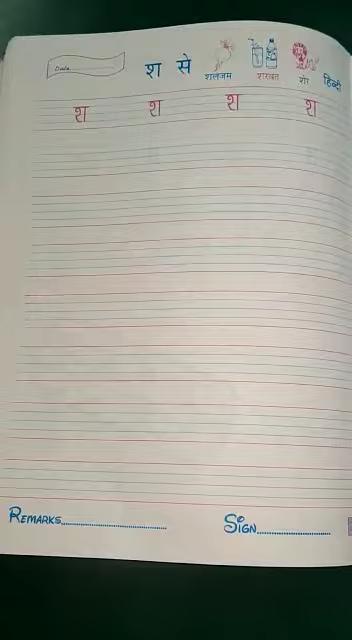 Date
श से
शलजम शरबत शेर हिन्दी
श श श श
REMARKS
SIGN